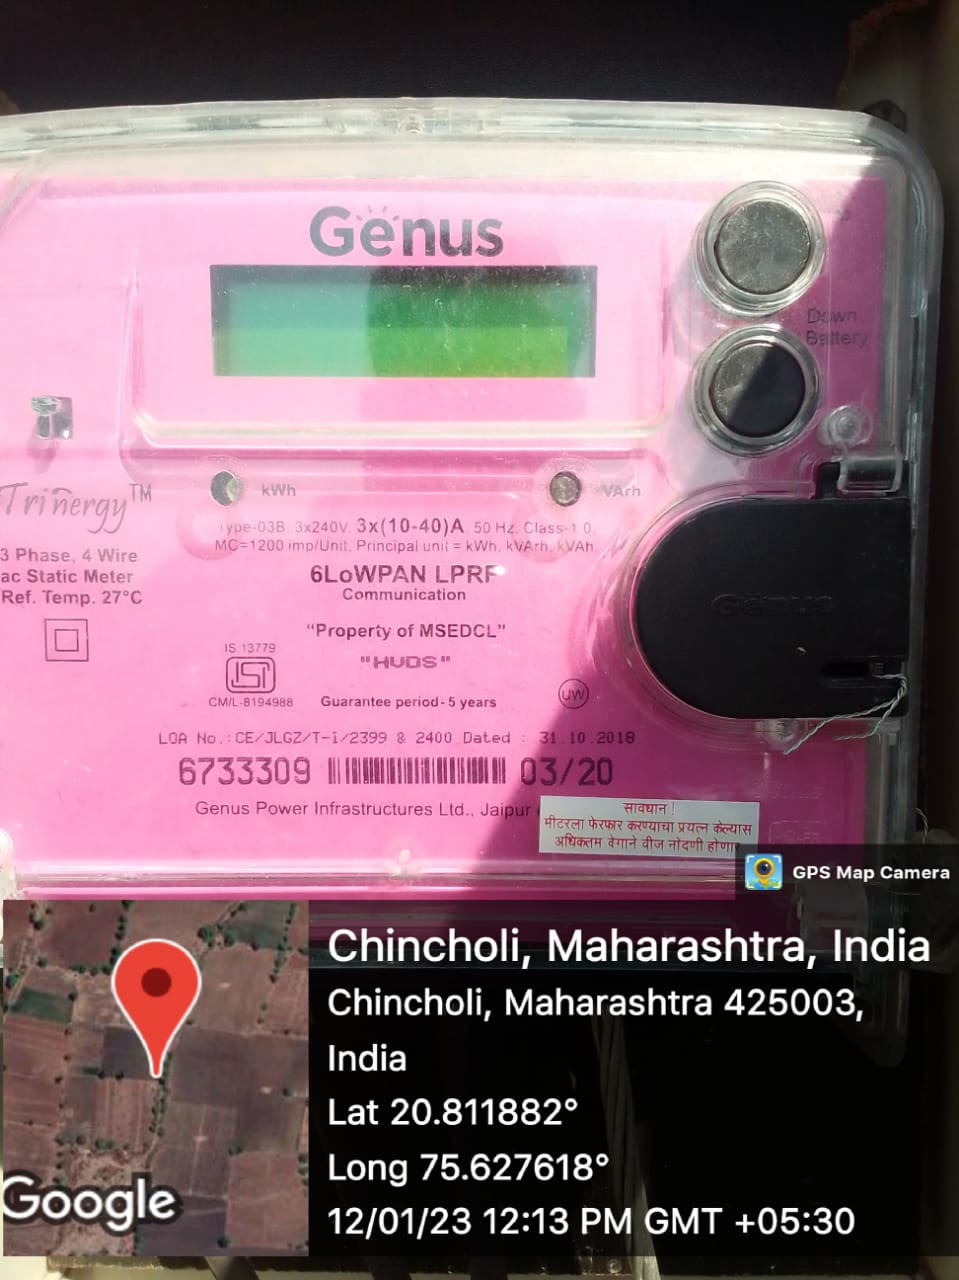 Genus
Down
Battery
kWh
VArh
Trinergy™
3 Phase, 4 Wire
ac Static Meter
Ref. Temp. 27°C
Type-03B, 3x240V, 3x(10-40)A, 50 Hz, Class-1.0,
MC=1200 imp/Unit. Principal unit = kWh, kVArh, kVAh.
6LoWPAN LPRF
Communication
"Property of MSEDCL"
"HVDS"
IS 13779
ISI
CM/L-8194988
Guarantee period - 5 years
UW
Genus
LOA No.:CE/JLGZ/T-1/2399 & 2400 Dated : 31.10.2018
6733309 03/20
Genus Power Infrastructures Ltd., Jaipur
सावधान !
मीटरला फेरफार करण्याचा प्रयत्न केल्यास
अधिकतम वेगाने वीज नोंदणी होणार
GPS Map Camera
Chincholi, Maharashtra, India
Chincholi, Maharashtra 425003,
India
Lat 20.811882°
Long 75.627618°
12/01/23 12:13 PM GMT +05:30
Google